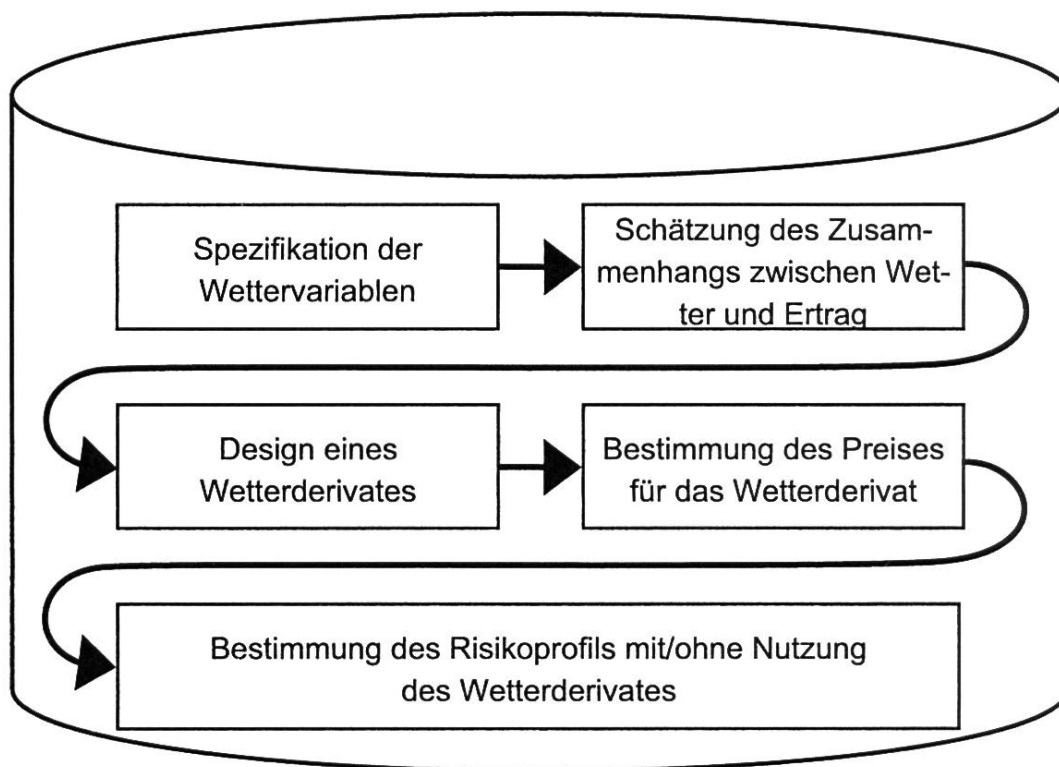 Spezifikation der
Wettervariablen
Schätzung des Zusam-
menhangs zwischen Wet-
ter und Ertrag
Design eines
Wetterderivates
Bestimmung des Preises
für das Wetterderivat
Bestimmung des Risikoprofils mit/ohne Nutzung
des Wetterderivates